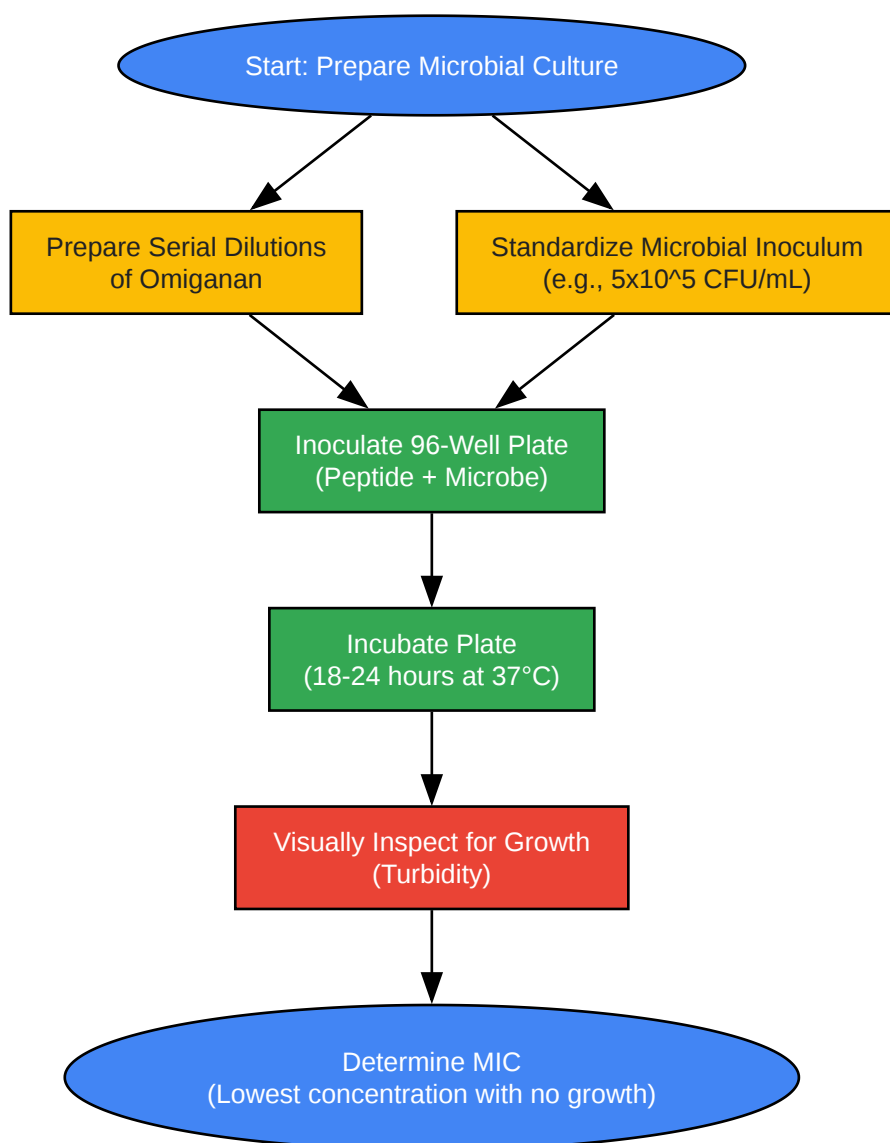 Start: Prepare Microbial Culture
Prepare Serial Dilutions
of Omiganan
Standardize Microbial Inoculum
(e.g., 5x10^5 CFU/mL)
Inoculate 96-Well Plate
(Peptide + Microbe)
Incubate Plate
(18-24 hours at 37°C)
Visually Inspect for Growth
(Turbidity)
Determine MIC
(Lowest concentration with no growth)